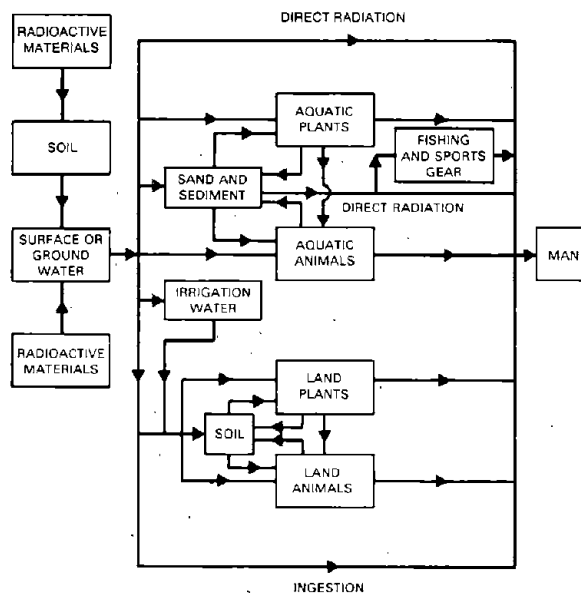 DIRECT RADIATION
RADIOACTIVE
MATERIALS
SOIL
SURFACE OR
GROUND
WATER
RADIOACTIVE
MATERIALS
AQUATIC
PLANTS
FISHING
AND SPORTS
GEAR
SAND AND
SEDIMENT
DIRECT RADIATION
AQUATIC
ANIMALS
MAN
IRRIGATION
WATER
LAND
PLANTS
SOIL
LAND
ANIMALS
INGESTION